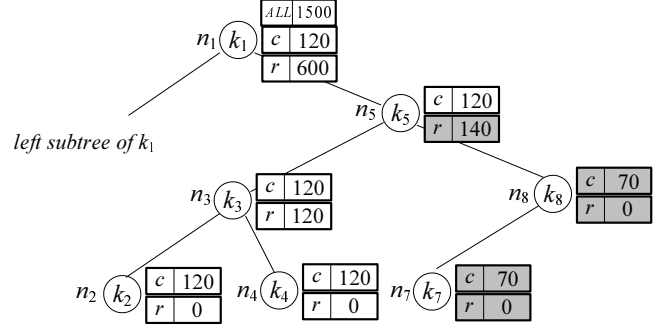 ALL 1500
n1 k1 c 120
r 600
n5 k5 c 120
r 140
left subtree of k1
n3 k3 c 120
r 120
n8 k8 c 70
r 0
n2 k2 c 120
r 0
n4 k4 c 120
r 0
n7 k7 c 70
r 0